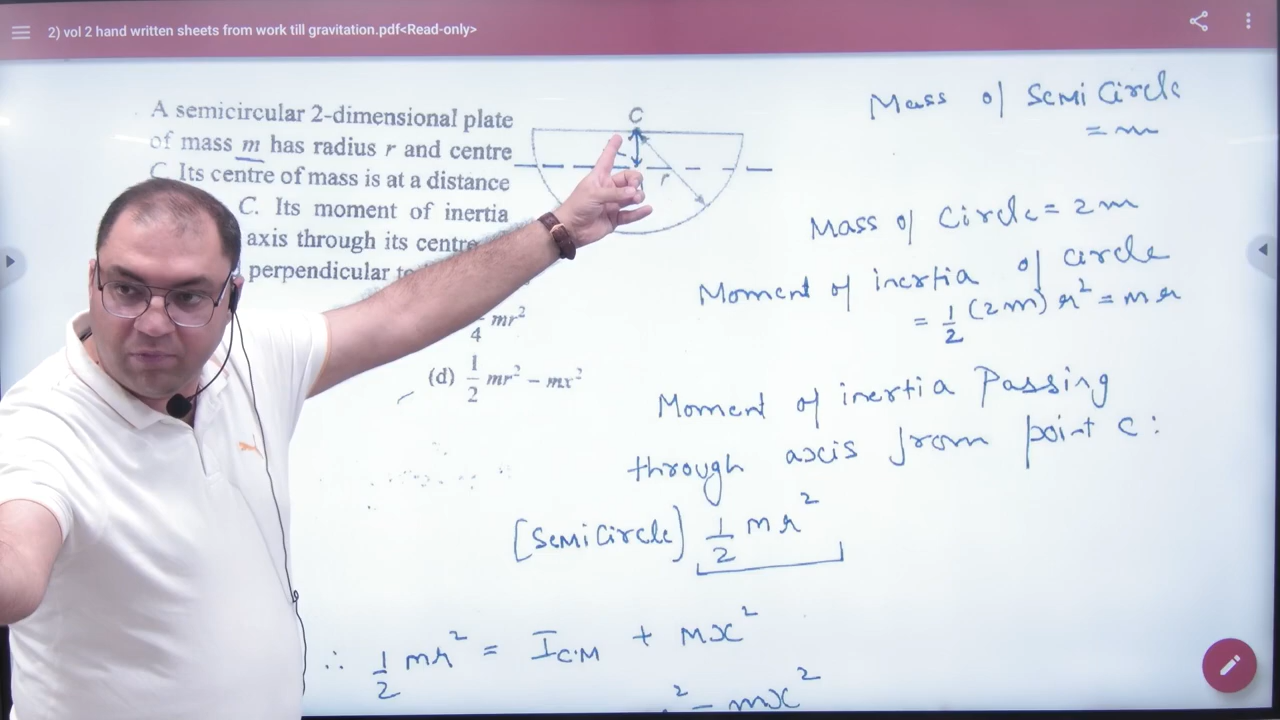 2) vol 2 hand written sheets from work till gravitation.pdf<Read-only>
A semicircular 2-dimensional plate
of mass m has radius r and centre
C. Its centre of mass is at a distance
C. Its moment of inertia
axis through its centre
perpendicular
4 mr²
(d) 1/2 mr² – mx²
C
r
Mass of Semi Circle
= m
Mass of Circle = 2m
Moment of inertia of circle
= 1/2 (2m) r² = mr
Moment of inertia Passing
through axis from point C :
[Semi Circle] 1/2 mr²
∴ 1/2 mr² = I C.M + Mx²
² – mx²